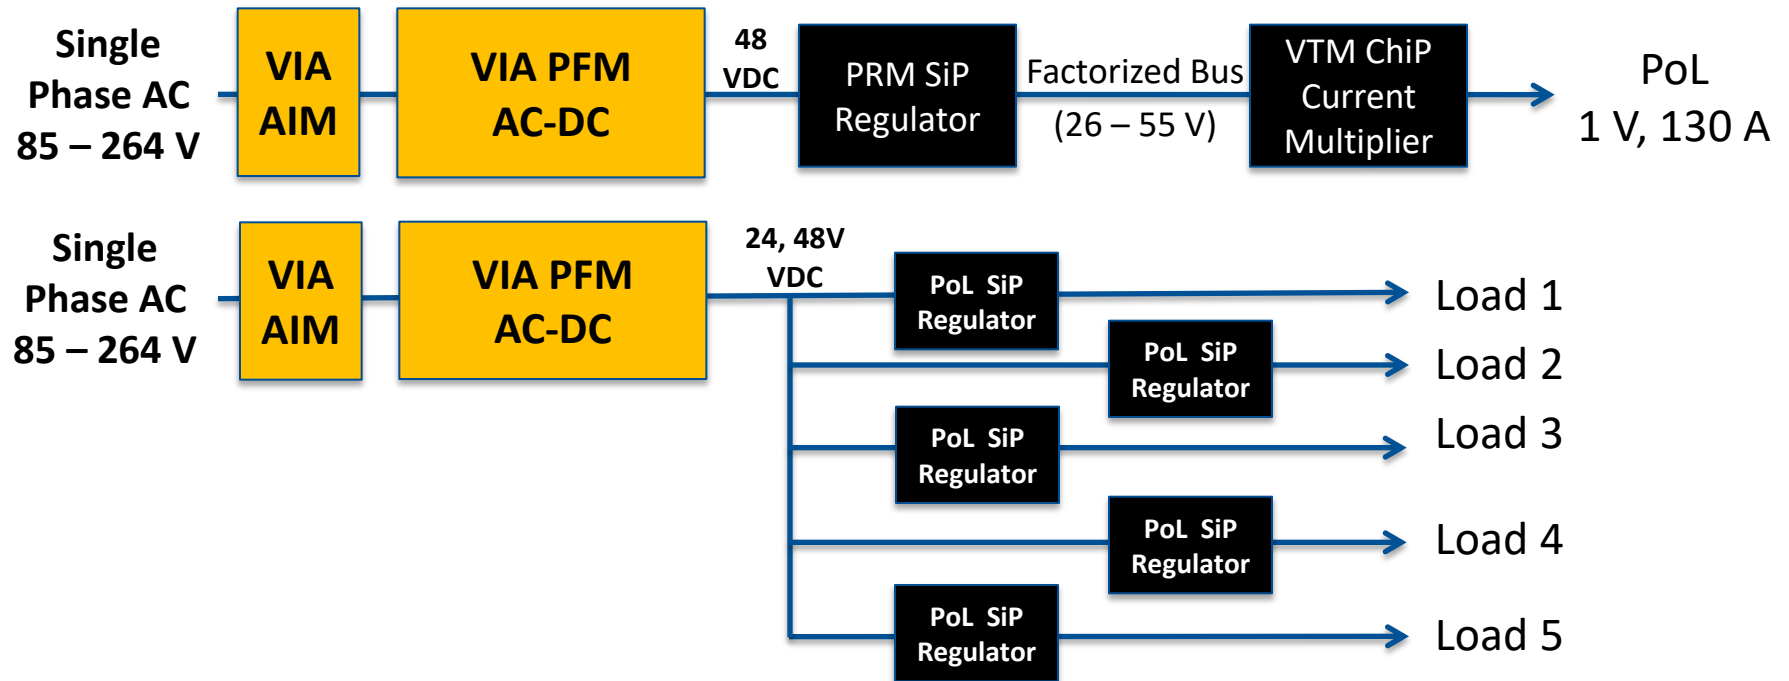 Single
Phase AC
85 – 264 V
VIA
AIM
VIA PFM
AC-DC
48
VDC
PRM SiP
Regulator
Factorized Bus
(26 – 55 V)
VTM ChiP
Current
Multiplier
PoL
1 V, 130 A
Single
Phase AC
85 – 264 V
VIA
AIM
VIA PFM
AC-DC
24, 48V
VDC
PoL SiP
Regulator
Load 1
PoL SiP
Regulator
Load 2
PoL SiP
Regulator
Load 3
PoL SiP
Regulator
Load 4
PoL SiP
Regulator
Load 5